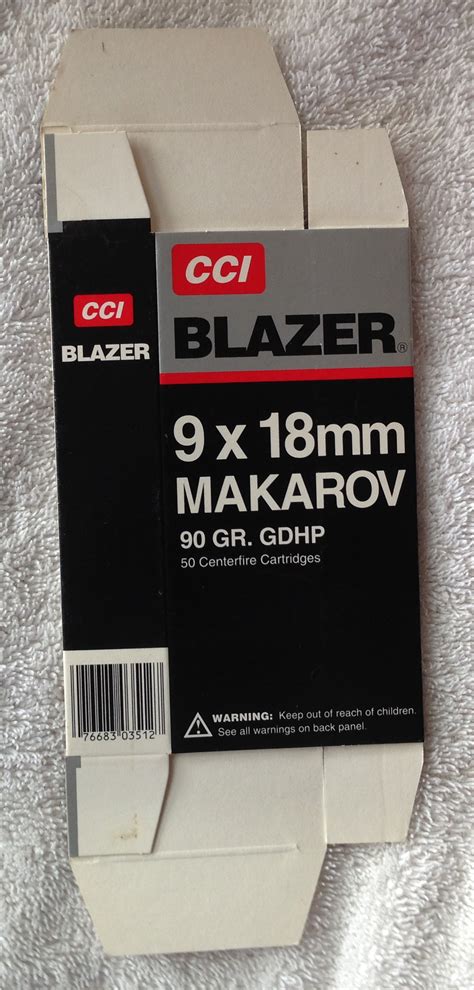 CCI
BLAZER
76683 03512
CCI
BLAZER®
9 x 18mm
MAKAROV
90 GR. GDHP
50 Centerfire Cartridges
WARNING: Keep out of reach of children.
See all warnings on back panel.